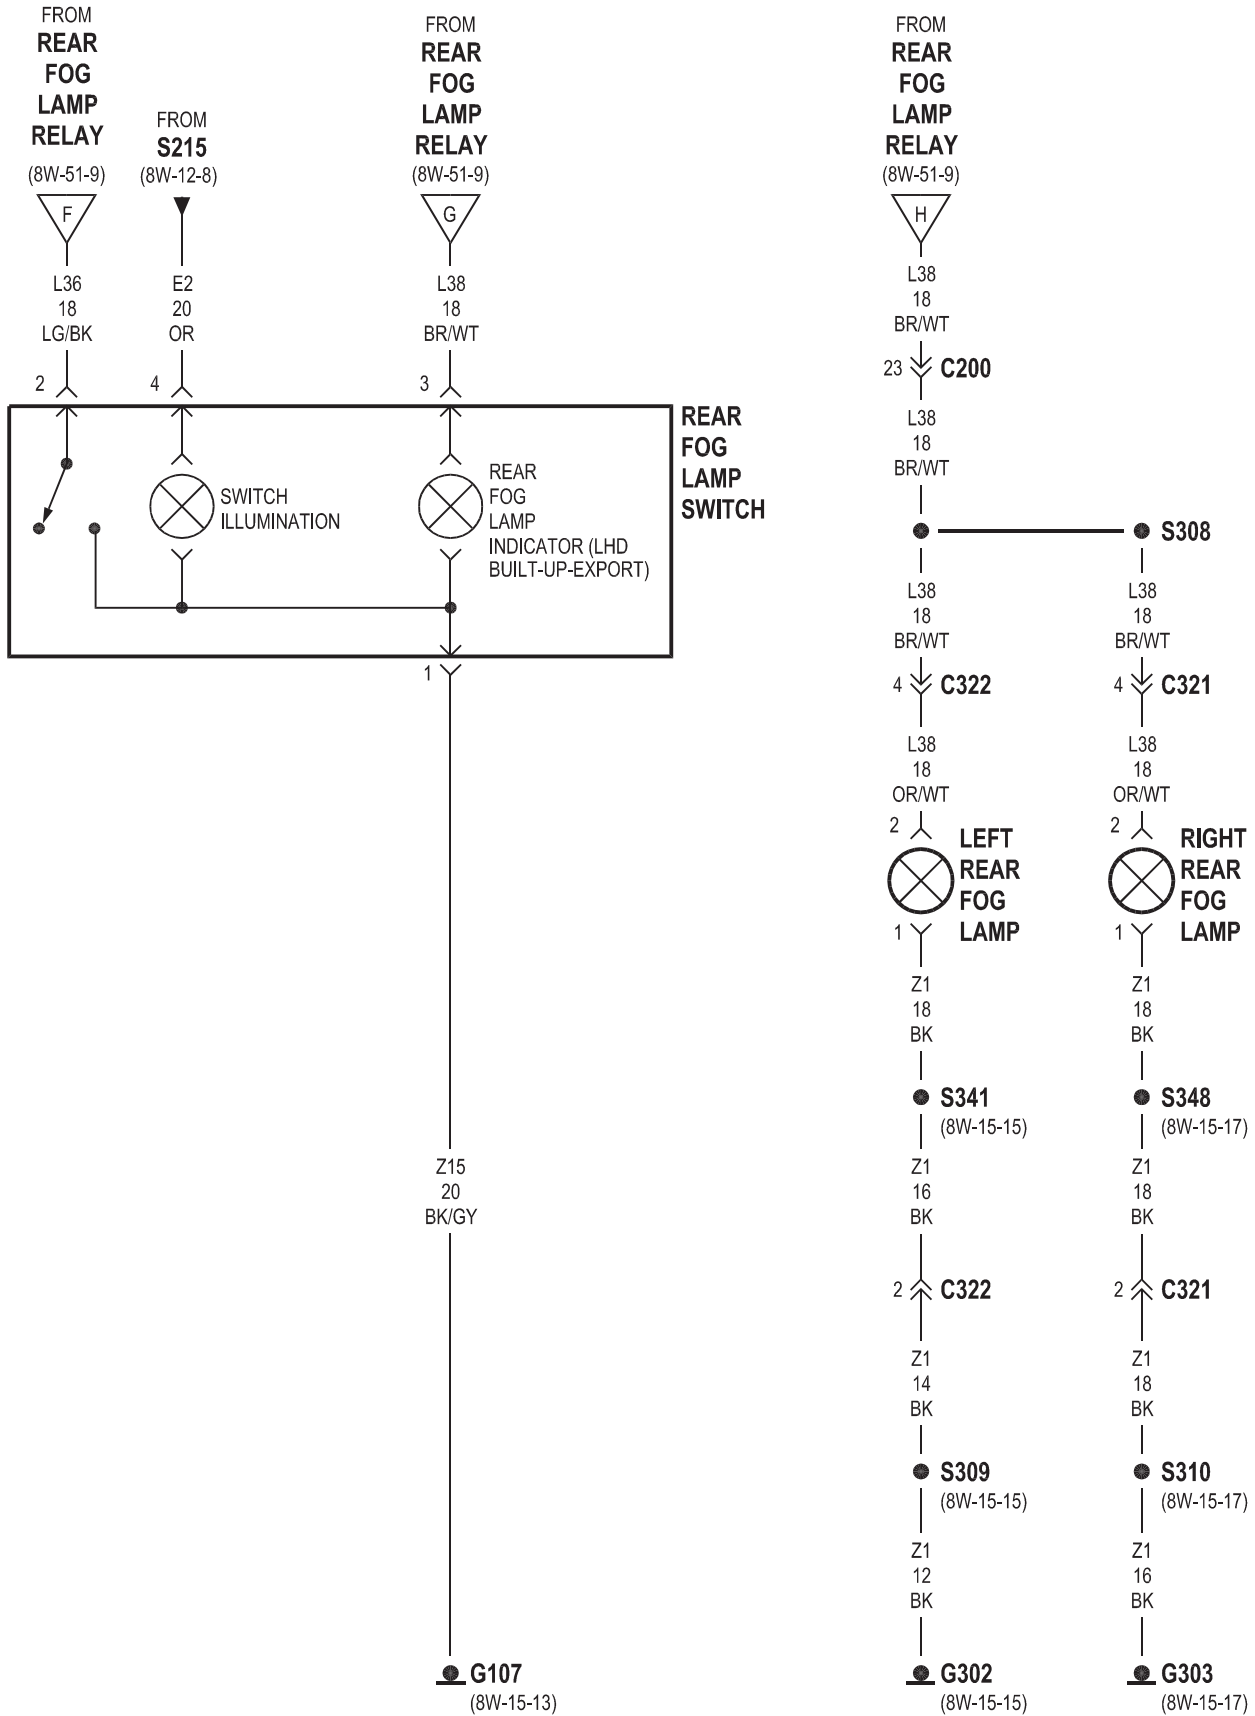 FROM
REAR
FOG
LAMP
RELAY
(8W-51-9)
F
L36
18
LG/BK
2
FROM
S215
(8W-12-8)
E2
20
OR
4
FROM
REAR
FOG
LAMP
RELAY
(8W-51-9)
G
L38
18
BR/WT
3
SWITCH
ILLUMINATION
REAR
FOG
LAMP
INDICATOR (LHD
BUILT-UP-EXPORT)
REAR
FOG
LAMP
SWITCH
1
Z15
20
BK/GY
G107
(8W-15-13)
FROM
REAR
FOG
LAMP
RELAY
(8W-51-9)
H
L38
18
BR/WT
23
C200
L38
18
BR/WT
S308
L38
18
BR/WT
4
C322
L38
18
OR/WT
2
LEFT
REAR
FOG
LAMP
1
Z1
18
BK
S341
(8W-15-15)
Z1
16
BK
2
C322
Z1
14
BK
S309
(8W-15-15)
Z1
12
BK
G302
(8W-15-15)
L38
18
BR/WT
4
C321
L38
18
OR/WT
2
RIGHT
REAR
FOG
LAMP
1
Z1
18
BK
S348
(8W-15-17)
Z1
18
BK
2
C321
Z1
18
BK
S310
(8W-15-17)
Z1
16
BK
G303
(8W-15-17)